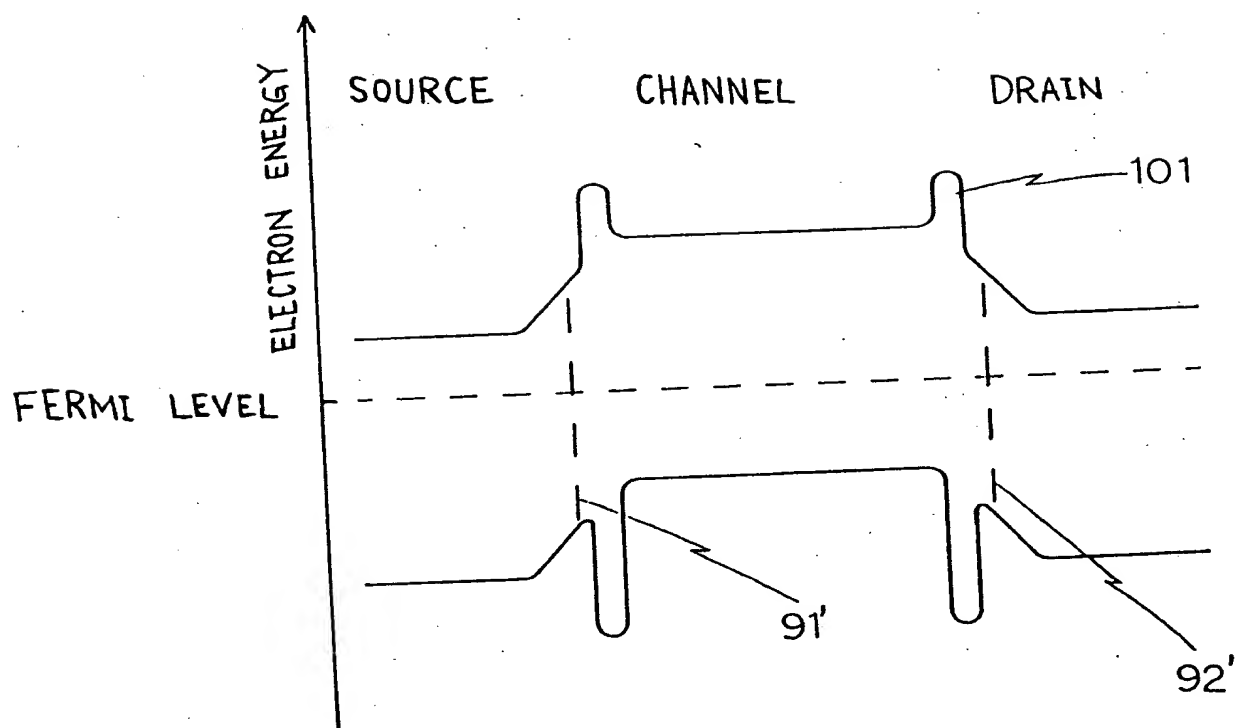 SOURCE CHANNEL DRAIN
ELECTRON ENERGY
101
FERMI LEVEL
91'
92'